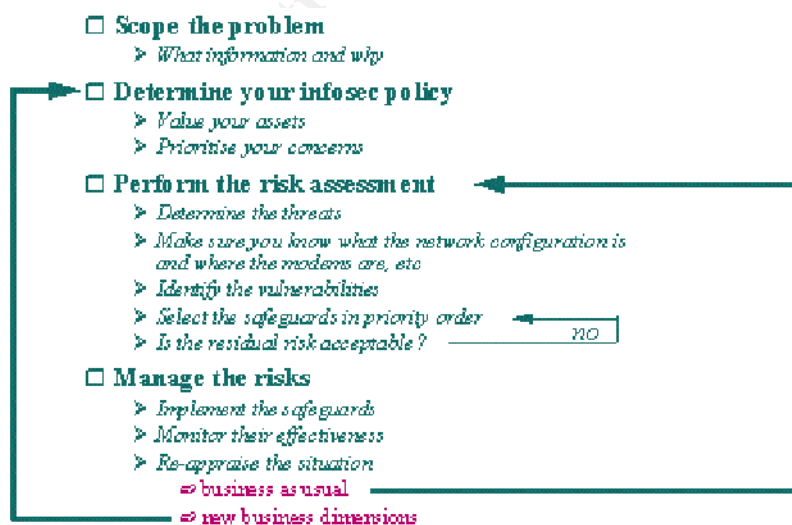 Scope the problem
What information and why
Determine your infosec policy
Value your assets
Prioritise your concerns
Perform the risk assessment
Determine the threats
Make sure you know what the network configuration is
and where the modems are, etc
Identify the vulnerabilities
Select the safeguards in priority order
Is the residual risk acceptable?
no
Manage the risks
Implement the safeguards
Monitor their effectiveness
Re-appraise the situation
business as usual
new business dimensions